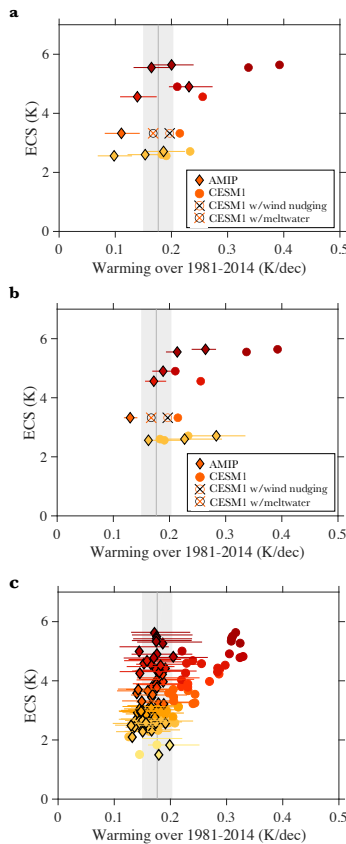 a
8
6
4
2
0
ECS (K)
AMIP
CESM1
CESM1 w/wind nudging
CESM1 w/meltwater
0 0.1 0.2 0.3 0.4 0.5
Warming over 1981-2014 (K/dec)
b
8
6
4
2
0
ECS (K)
AMIP
CESM1
CESM1 w/wind nudging
CESM1 w/meltwater
0 0.1 0.2 0.3 0.4 0.5
Warming over 1981-2014 (K/dec)
c
8
6
4
2
0
ECS (K)
0 0.1 0.2 0.3 0.4 0.5
Warming over 1981-2014 (K/dec)